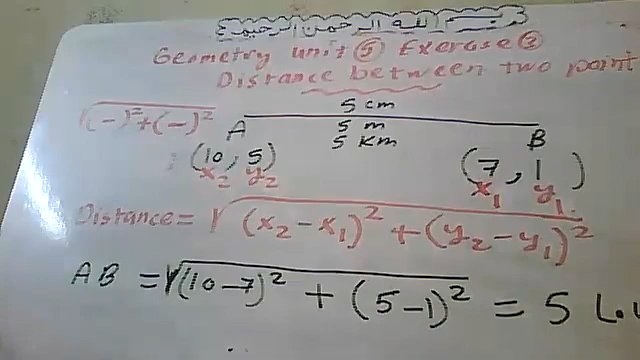 بسم الله الرحمن الرحيم
Geometry unit 5 Exercise 3
Distance between two point
√(-)²+(-)²
5 cm
A 5 m B
5 Km
(10, 5) (7, 1)
x₂ y₂ x₁ y₁
Distance = √(x₂-x₁)² + (y₂-y₁)²
AB = √(10-7)² + (5-1)² = 5